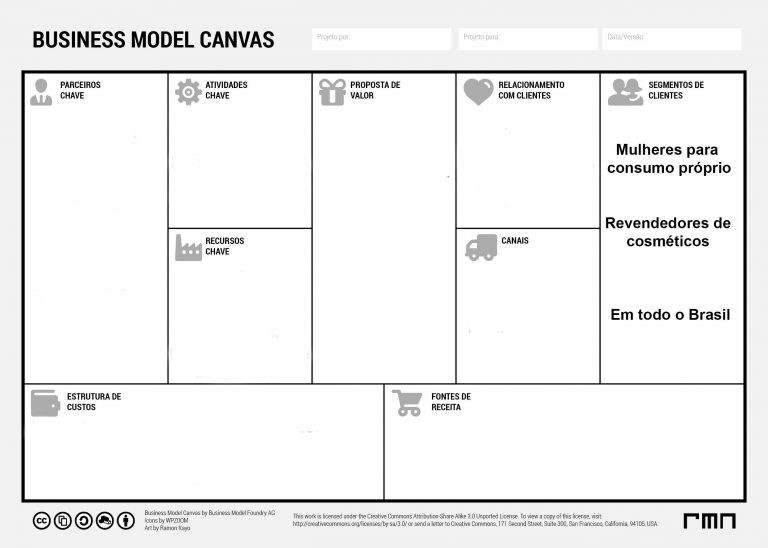 BUSINESS MODEL CANVAS
Projeto por:
Projeto para:
Data/Versão:
PARCEIROS
CHAVE
ATIVIDADES
CHAVE
PROPOSTA DE
VALOR
RELACIONAMENTO
COM CLIENTES
SEGMENTOS DE
CLIENTES
Mulheres para
consumo próprio
Revendedores de
cosméticos
Em todo o Brasil
RECURSOS
CHAVE
CANAIS
ESTRUTURA DE
CUSTOS
FONTES DE
RECEITA
cc
Business Model Canvas by Business Model Foundry AG
Icons by WPZOOM
Art by Ramon Kayo
This work is licensed under the Creative Commons Attribution-Share Alike 3.0 Unported License. To view a copy of this license, visit:
http://creativecommons.org/licenses/by-sa/3.0/ or send a letter to Creative Commons, 171 Second Street, Suite 300, San Francisco, California, 94105, USA.
rmn